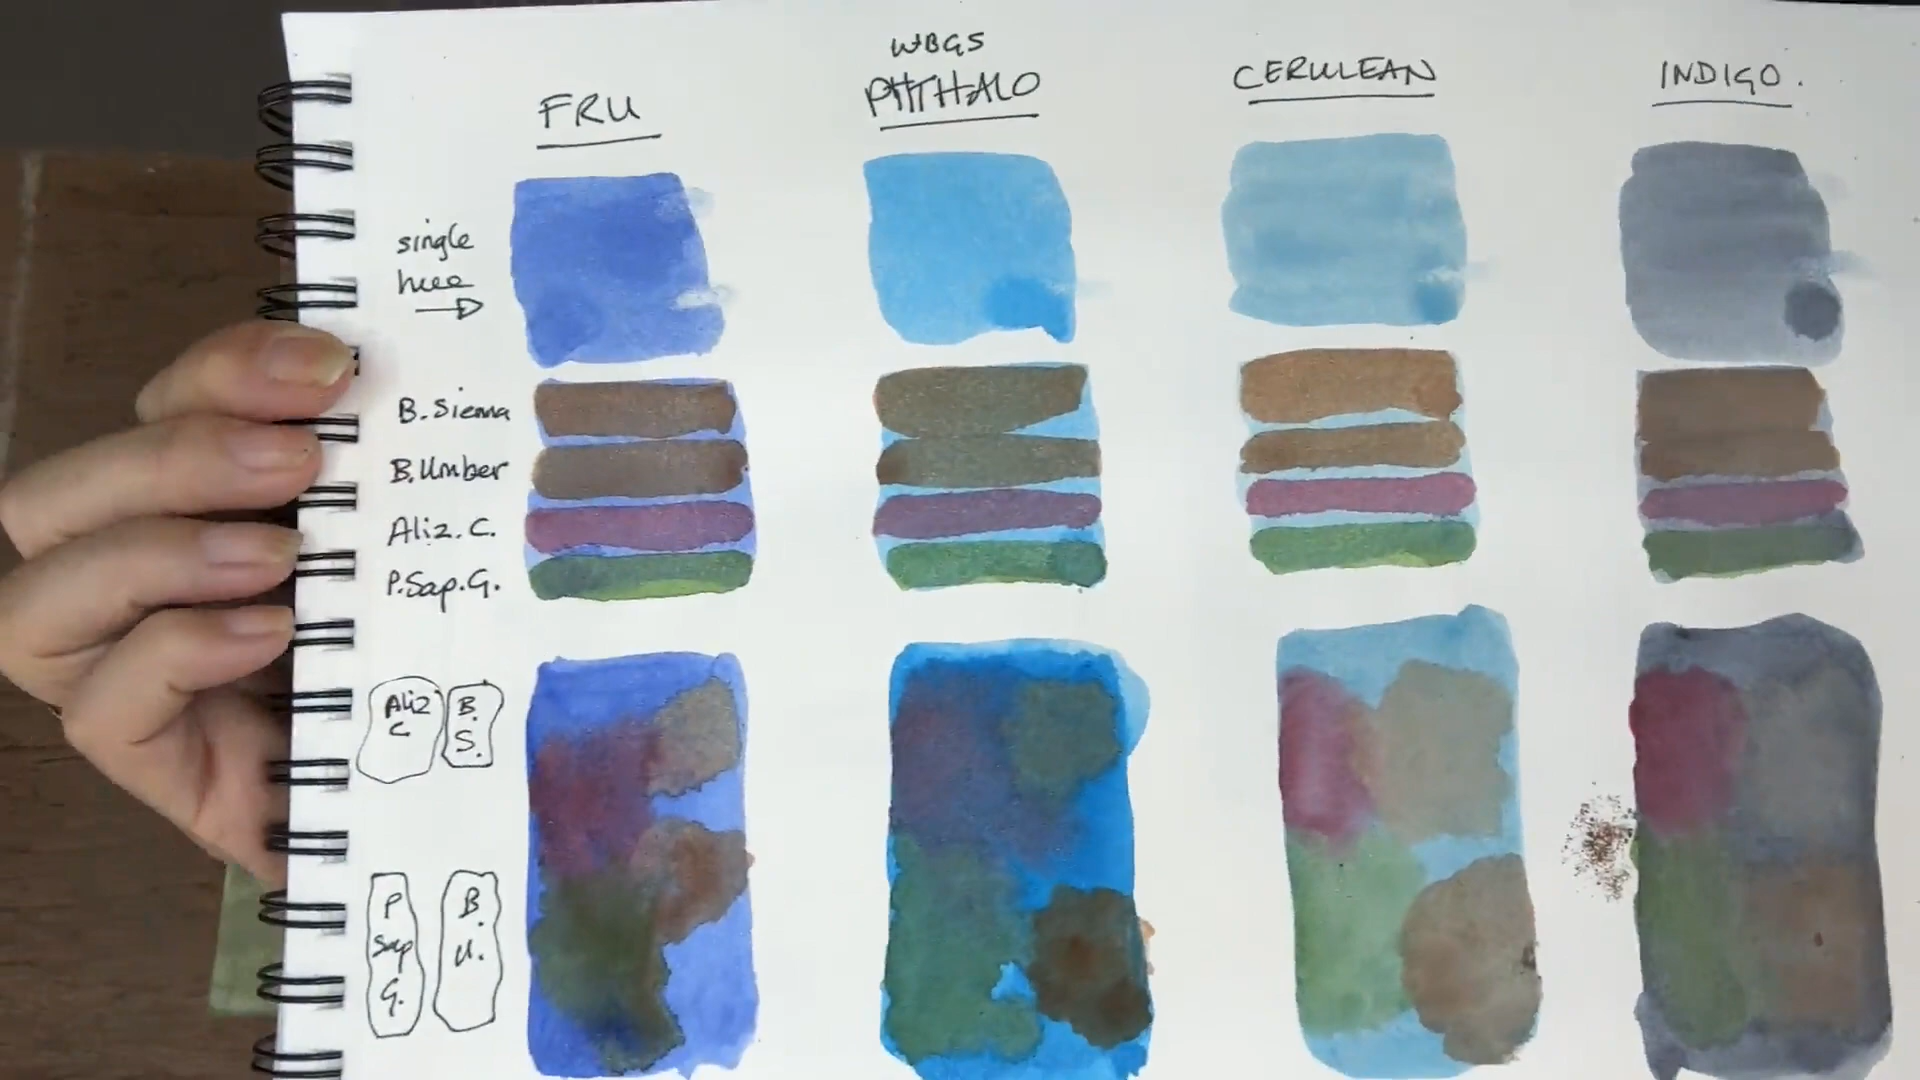 FRU
WBGS
PHTHALO
CERULEAN
INDIGO.
single
hue
B. Sienna
B. Umber
Aliz. C.
P. Sap. G.
Aliz
C
B.
S.
P
Sap
G.
B.
U.